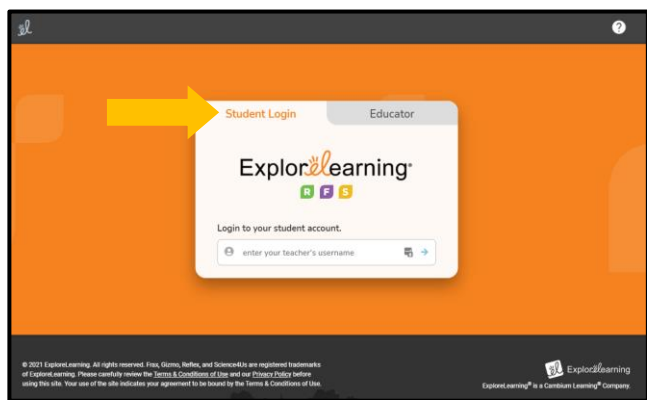 el
?
Student Login
Educator
ExploreLearning®
R F S
Login to your student account.
enter your teacher's username
© 2021 ExploreLearning. All rights reserved. Frax, Gizmo, Reflex, and Science4Us are registered trademarks
of ExploreLearning. Please carefully review the Terms & Conditions of Use and our Privacy Policy before
using this site. Your use of the site indicates your agreement to be bound by the Terms & Conditions of Use.
el ExploreLearning
ExploreLearning® is a Cambium Learning® Company.